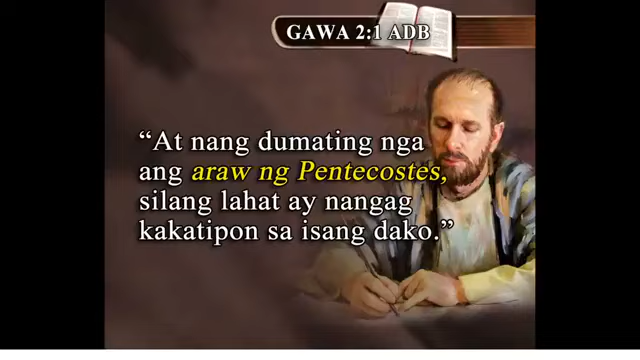 GAWA 2:1 ADB
“At nang dumating nga
ang araw ng Pentecostes,
silang lahat ay nangag
kakatipon sa isang dako.”